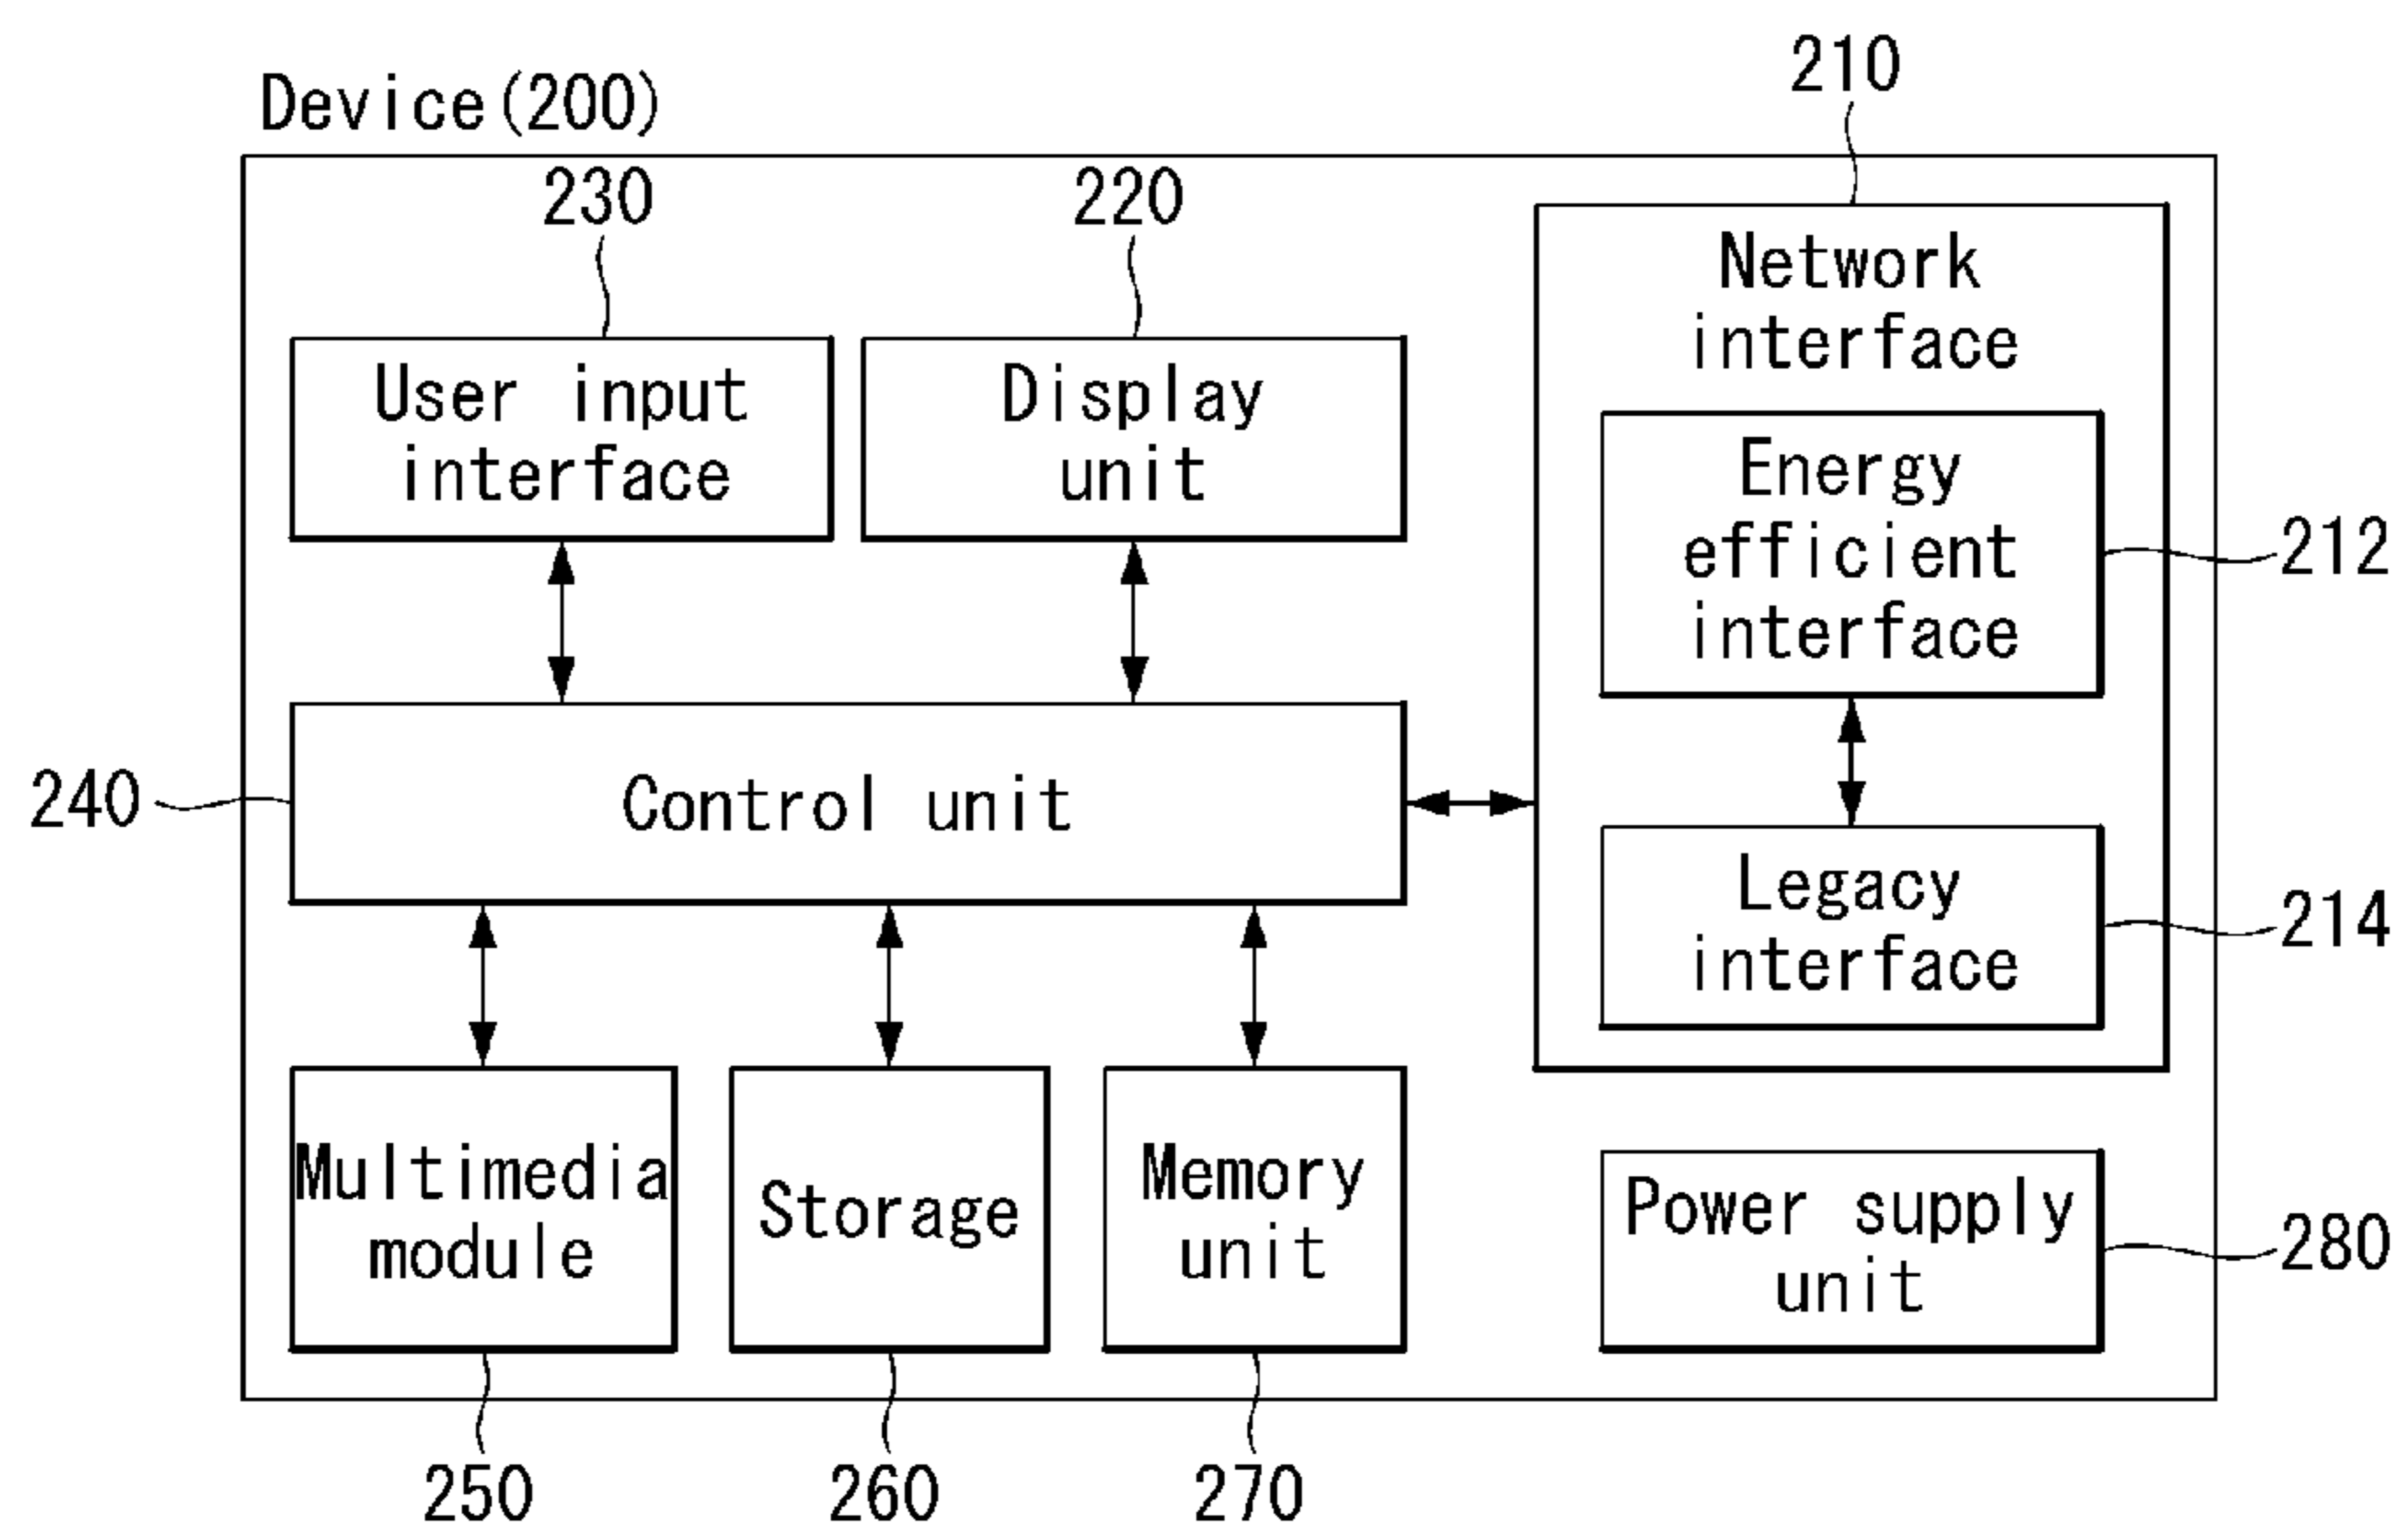 210
Device(200)
230
220
Network
interface
User input
interface
Display
unit
Energy
efficient
interface
212
240
Control unit
Legacy
interface
214
Multimedia
module
Storage
Memory
unit
Power supply
unit
280
250
260
270